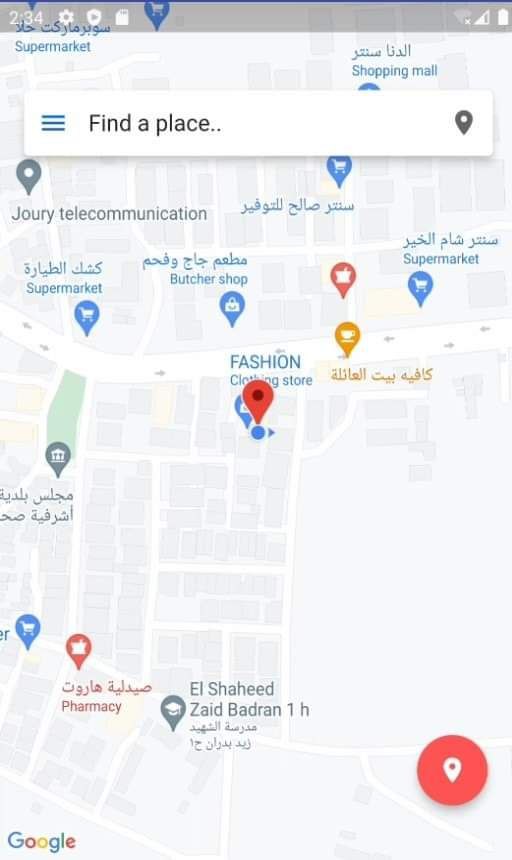 2:34
سوبرماركت خلا
Supermarket
الدنا سنتر
Shopping mall
Find a place..
Joury telecommunication
سنتر صالح للتوفير
سنتر شام الخير
Supermarket
مطعم جاج وفحم
Butcher shop
كشك الطيارة
Supermarket
FASHION
Clothing store
كافيه بيت العائلة
مجلس بلدية
أشرفية صح
er
صيدلية هاروت
Pharmacy
El Shaheed
Zaid Badran 1 h
مدرسة الشهيد
زيد بدران ح١
Google